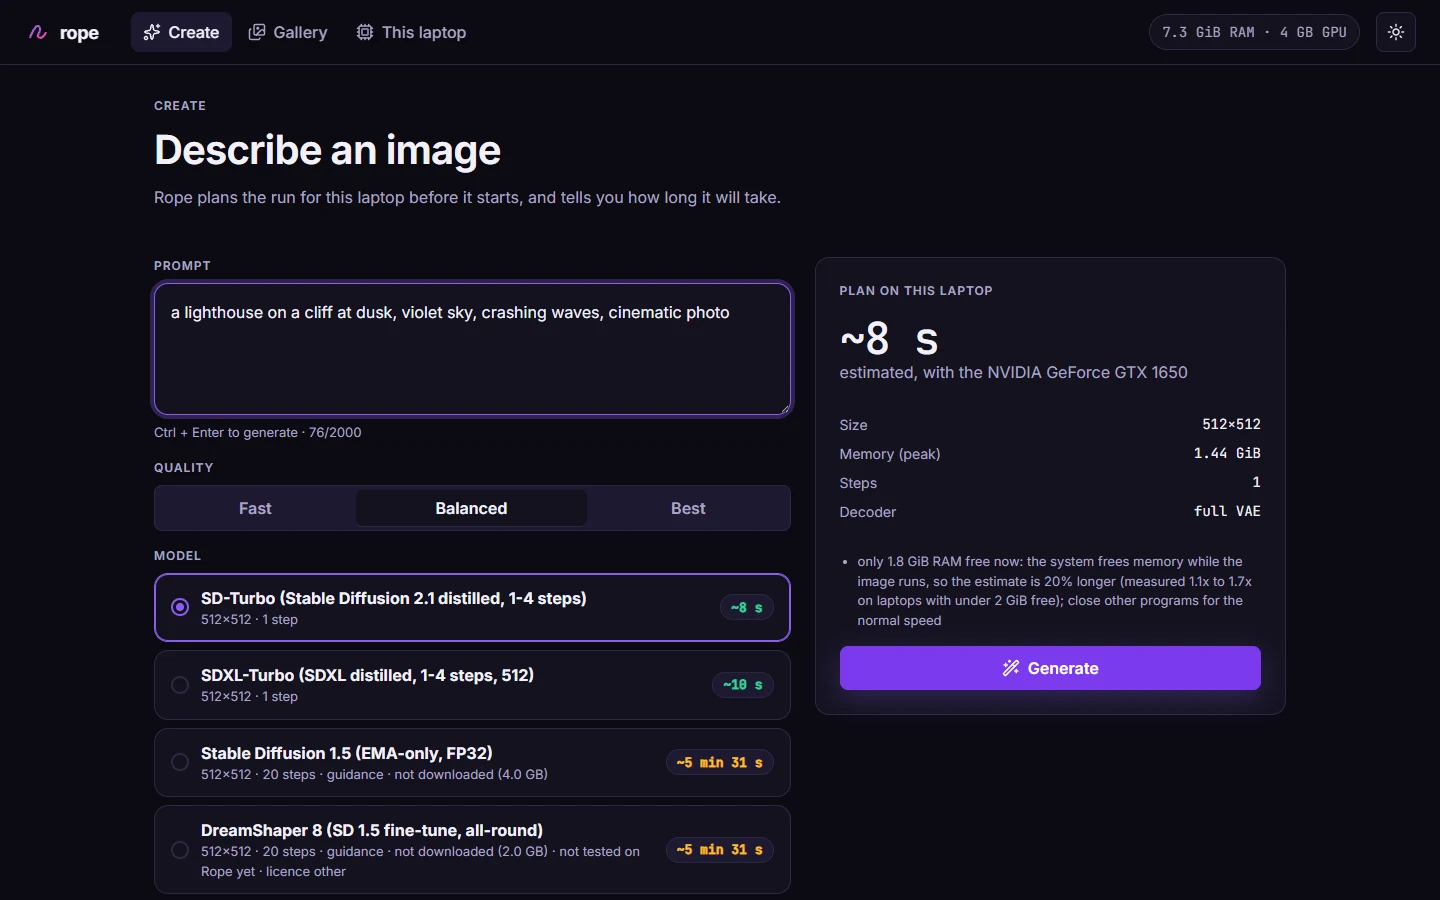 rope
Create
Gallery
This laptop
7.3 GiB RAM · 4 GB GPU
CREATE
Describe an image
Rope plans the run for this laptop before it starts, and tells you how long it will take.
PROMPT
a lighthouse on a cliff at dusk, violet sky, crashing waves, cinematic photo
Ctrl + Enter to generate · 76/2000
QUALITY
Fast
Balanced
Best
MODEL
SD-Turbo (Stable Diffusion 2.1 distilled, 1-4 steps)
512×512 · 1 step
~8 s
SDXL-Turbo (SDXL distilled, 1-4 steps, 512)
512×512 · 1 step
~10 s
Stable Diffusion 1.5 (EMA-only, FP32)
512×512 · 20 steps · guidance · not downloaded (4.0 GB)
~5 min 31 s
DreamShaper 8 (SD 1.5 fine-tune, all-round)
512×512 · 20 steps · guidance · not downloaded (2.0 GB) · not tested on
Rope yet · licence other
~5 min 31 s
PLAN ON THIS LAPTOP
~8 s
estimated, with the NVIDIA GeForce GTX 1650
Size 512×512
Memory (peak) 1.44 GiB
Steps 1
Decoder full VAE
• only 1.8 GiB RAM free now: the system frees memory while the
image runs, so the estimate is 20% longer (measured 1.1x to 1.7x
on laptops with under 2 GiB free); close other programs for the
normal speed
Generate